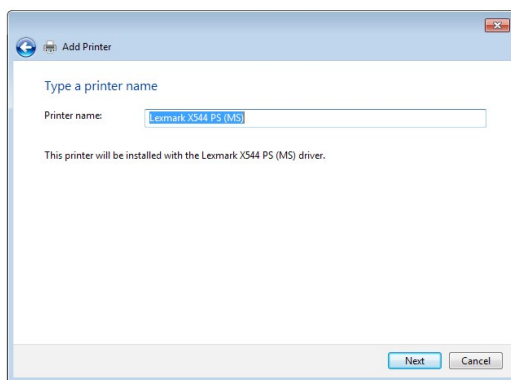 Add Printer
Type a printer name
Printer name:
Lexmark X544 PS (MS)
This printer will be installed with the Lexmark X544 PS (MS) driver.
Next
Cancel